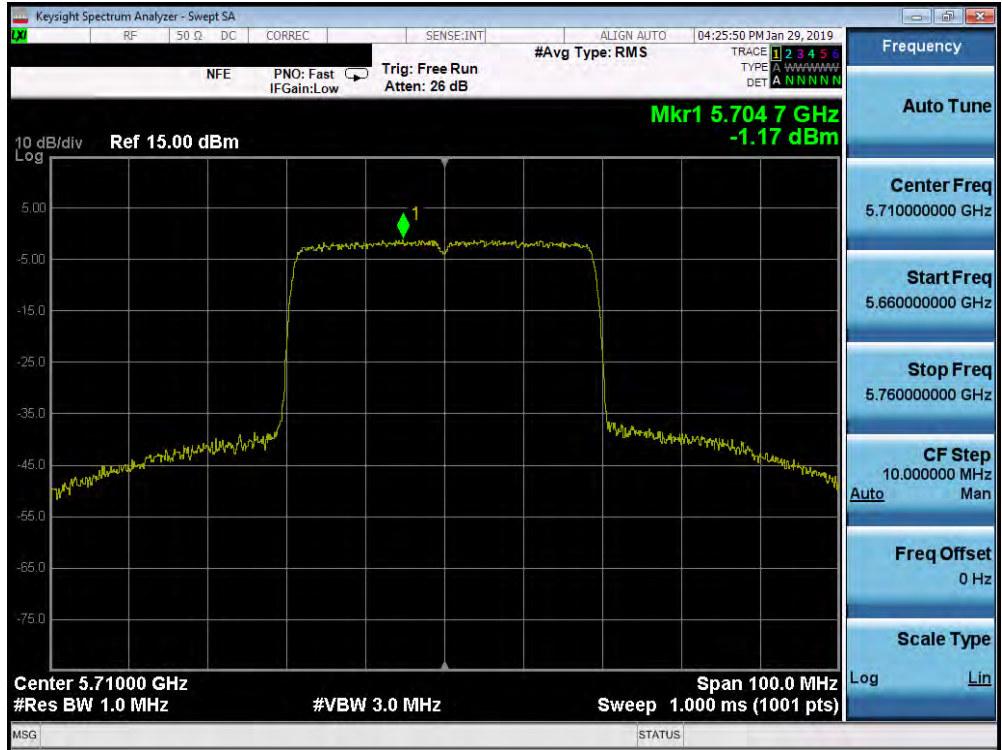 Keysight Spectrum Analyzer - Swept SA
LXI RF 50 Ω DC CORREC SENSE:INT ALIGN AUTO 04:25:50 PM Jan 29, 2019
NFE PNO: Fast IFGain:Low Trig: Free Run Atten: 26 dB #Avg Type: RMS
TRACE 1 2 3 4 5 6
TYPE A WWWWW
DET A N N N N N
Mkr1 5.704 7 GHz
-1.17 dBm
10 dB/div Ref 15.00 dBm
Log
1
5.00
-5.00
-15.0
-25.0
-35.0
-45.0
-55.0
-65.0
-75.0
Center 5.71000 GHz Span 100.0 MHz
#Res BW 1.0 MHz #VBW 3.0 MHz Sweep 1.000 ms (1001 pts)
MSG STATUS
Frequency
Auto Tune
Center Freq
5.710000000 GHz
Start Freq
5.660000000 GHz
Stop Freq
5.760000000 GHz
CF Step
10.000000 MHz
Auto Man
Freq Offset
0 Hz
Scale Type
Log Lin